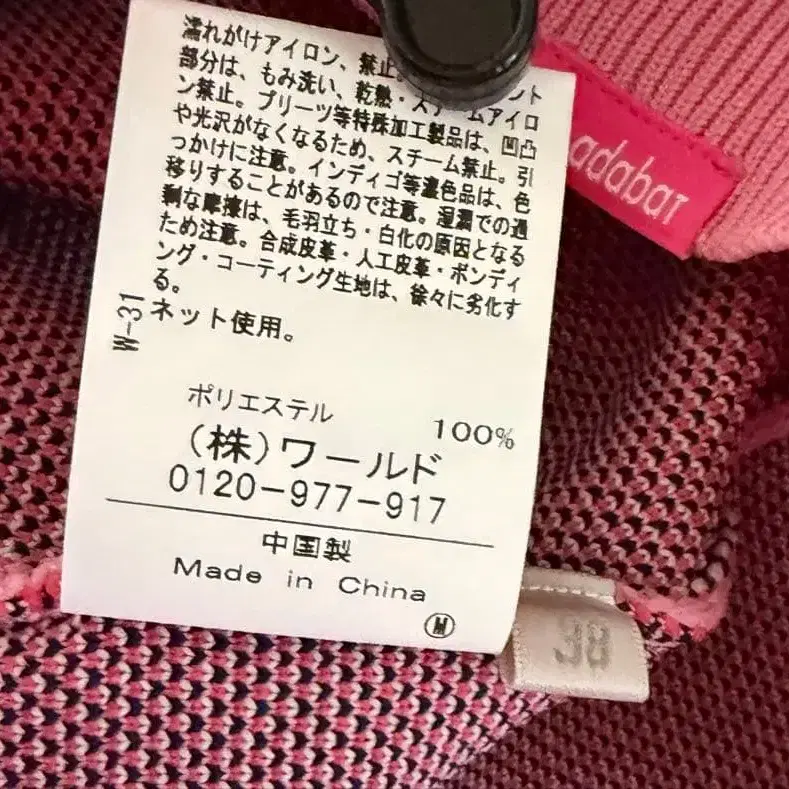 濡れがけアイロン、禁止。
部分は、もみ洗い、乾熱・スチームアイロ
ン禁止。プリーツ等特殊加工製品は、凹凸
や光沢がなくなるため、スチーム禁止。引
っかけに注意。インディゴ等濃色品は、色
移りすることがあるので注意。湿潤での過
剰な摩擦は、毛羽立ち・白化の原因となる
ため注意。合成皮革・人工皮革・ボンディ
ング・コーティング生地は、徐々に劣化す
る。
ネット使用。
W-31
ポリエステル 100%
(株)ワールド
0120-977-917
中国製
Made in China
M
adabat
38